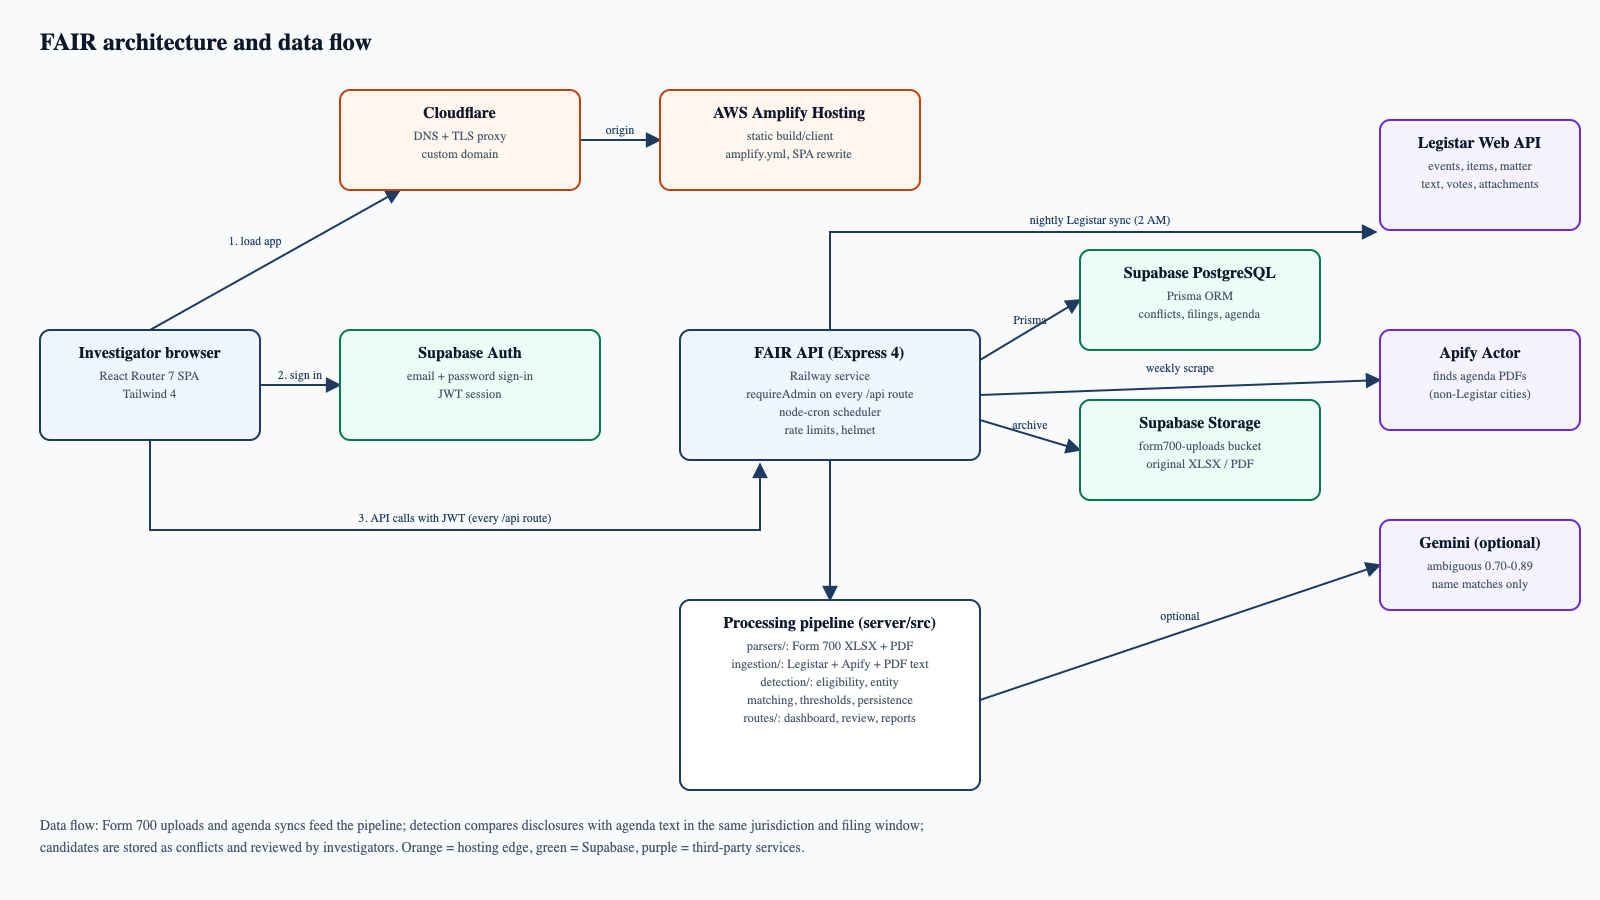 FAIR architecture and data flow
Cloudflare
DNS + TLS proxy
custom domain
origin
AWS Amplify Hosting
static build/client
amplify.yml, SPA rewrite
Legistar Web API
events, items, matter
text, votes, attachments
1. load app
nightly Legistar sync (2 AM)
Investigator browser
React Router 7 SPA
Tailwind 4
2. sign in
Supabase Auth
email + password sign-in
JWT session
FAIR API (Express 4)
Railway service
requireAdmin on every /api route
node-cron scheduler
rate limits, helmet
Prisma
Supabase PostgreSQL
Prisma ORM
conflicts, filings, agenda
weekly scrape
Apify Actor
finds agenda PDFs
(non-Legistar cities)
archive
Supabase Storage
form700-uploads bucket
original XLSX / PDF
3. API calls with JWT (every /api route)
Gemini (optional)
ambiguous 0.70-0.89
name matches only
optional
Processing pipeline (server/src)
parsers/: Form 700 XLSX + PDF
ingestion/: Legistar + Apify + PDF text
detection/: eligibility, entity
matching, thresholds, persistence
routes/: dashboard, review, reports
Data flow: Form 700 uploads and agenda syncs feed the pipeline; detection compares disclosures with agenda text in the same jurisdiction and filing window;
candidates are stored as conflicts and reviewed by investigators. Orange = hosting edge, green = Supabase, purple = third-party services.